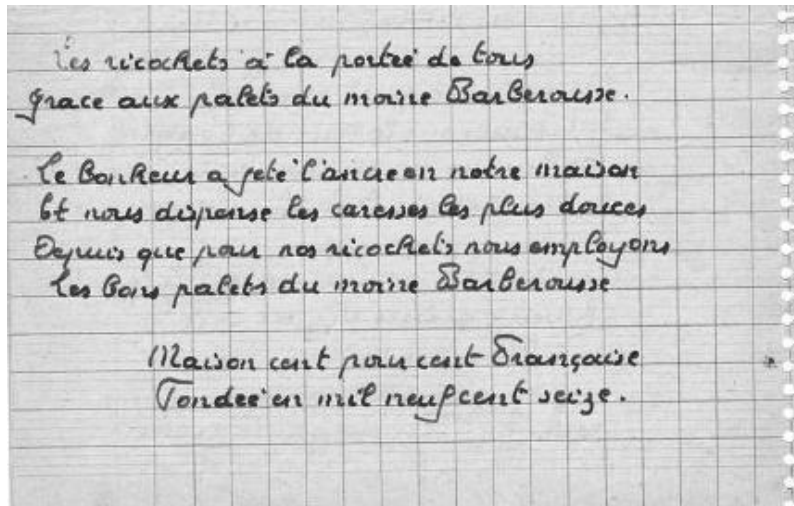 Les ricochets à la portée de tous
grace aux palets du moine Barberousse.
Le Bonheur a jeté l'ancre en notre maison
Et nous dispense les caresses les plus douces
Depuis que pour nos ricochets nous employons
Les bons palets du moine Barberousse
Maison cent pour cent Française
Fondée en mil neuf cent seize.